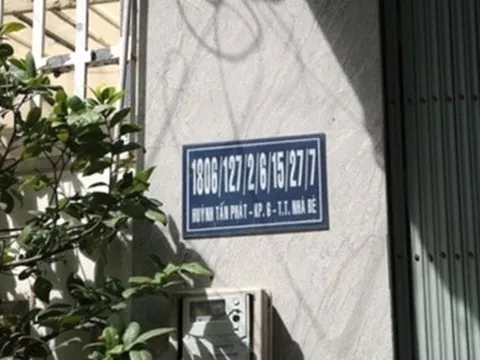 1806/127/2/6/15/27/7
HUỲNH TẤN PHÁT - KP. 6 - T.T. NHÀ BÈ